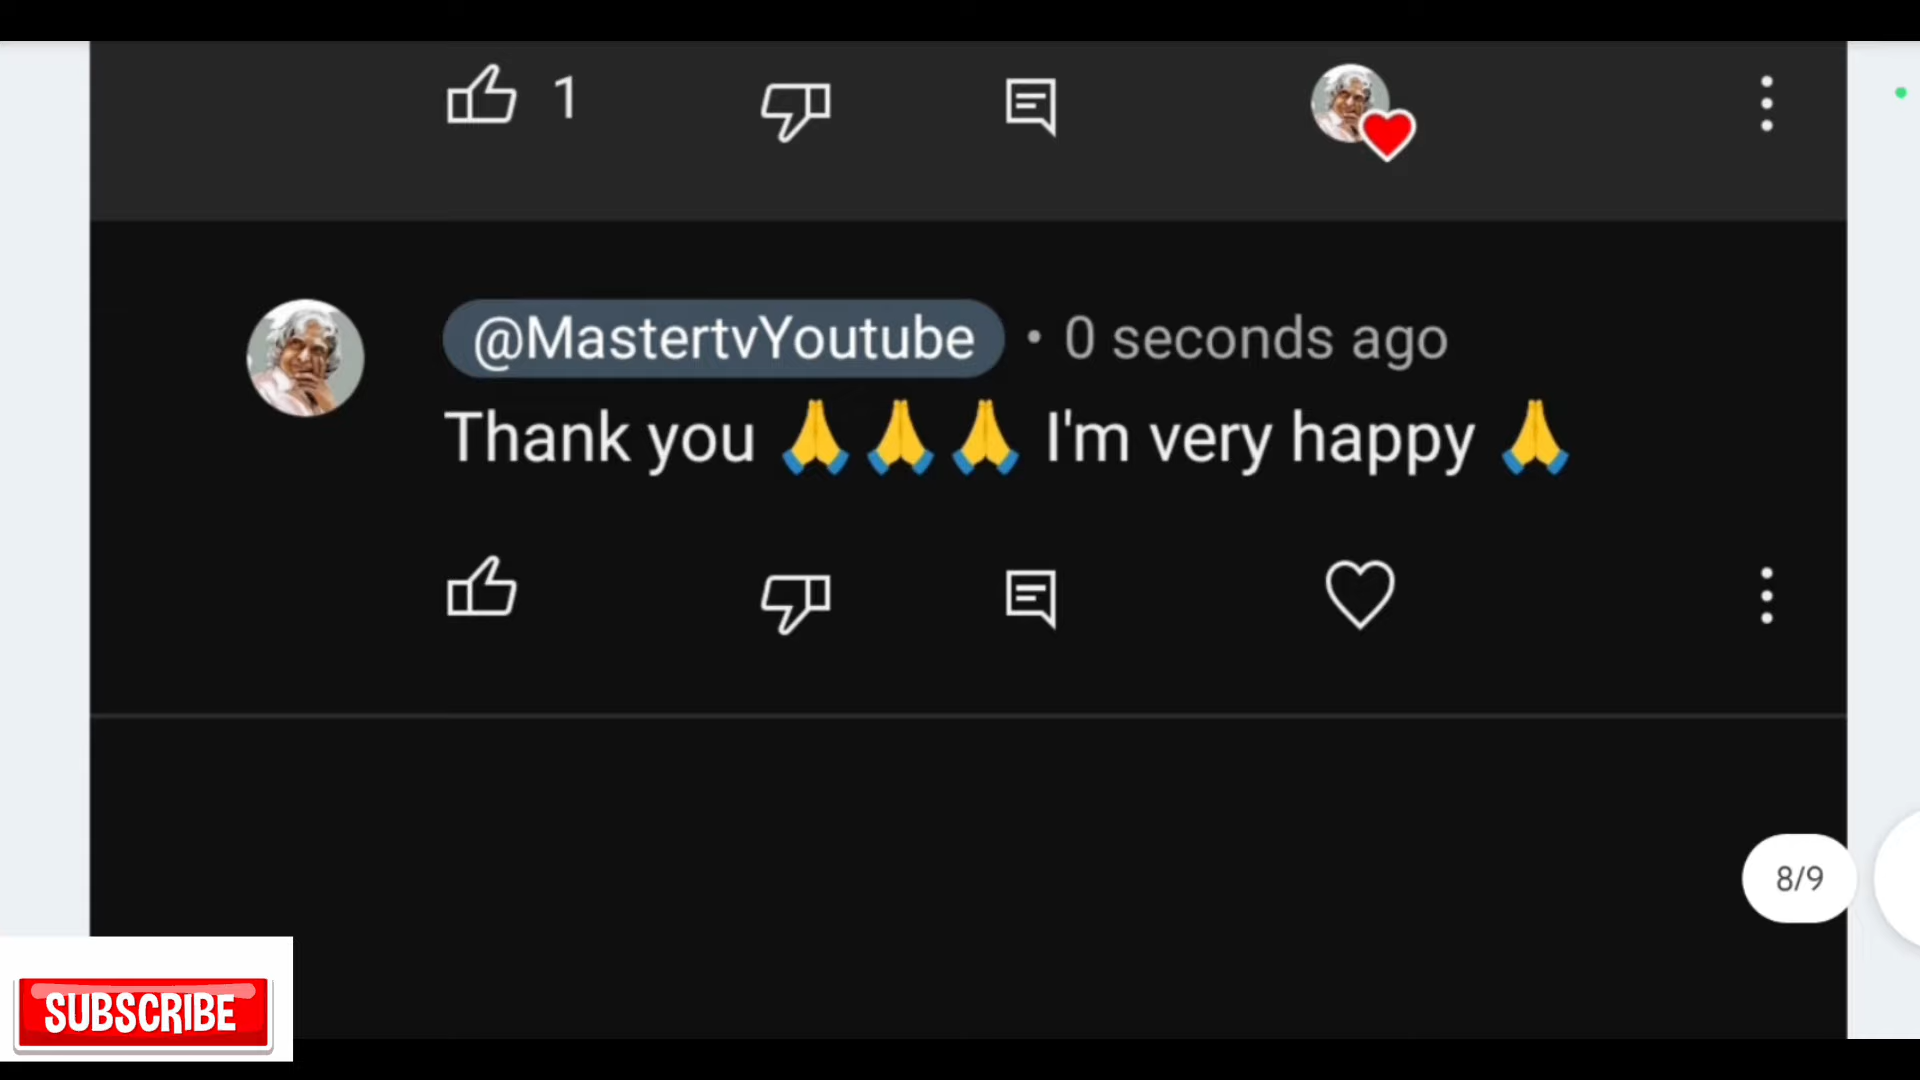 1
@MastertvYoutube • 0 seconds ago
Thank you 🙏🙏🙏 I'm very happy 🙏
8/9
SUBSCRIBE